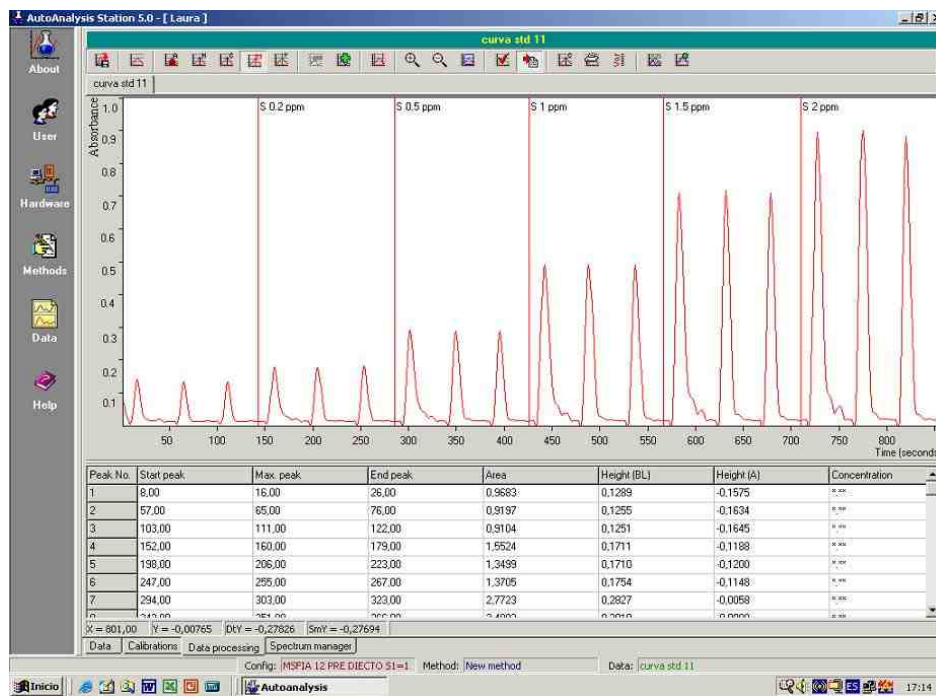 AutoAnalysis Station 5.0 - [ Laura ]
curva std 11
About
User
Hardware
Methods
Data
Help
curva std 11
Absorbance
S 0.2 ppm S 0.5 ppm S 1 ppm S 1.5 ppm S 2 ppm
1.0
0.9
0.8
0.7
0.6
0.5
0.4
0.3
0.2
0.1
50 100 150 200 250 300 350 400 450 500 550 600 650 700 750 800
Time (seconds
Peak No. Start peak Max. peak End peak Area Height (BL) Height (A) Concentration
1 8,00 16,00 26,00 0,9683 0,1289 -0,1575 *,**
2 57,00 65,00 76,00 0,9197 0,1255 -0,1634 *,**
3 103,00 111,00 122,00 0,9104 0,1251 -0,1645 *,**
4 152,00 160,00 179,00 1,5524 0,1711 -0,1188 *,**
5 198,00 206,00 223,00 1,3499 0,1710 -0,1200 *,**
6 247,00 255,00 267,00 1,3705 0,1754 -0,1148 *,**
7 294,00 303,00 323,00 2,7723 0,2827 -0,0058 *,**
X = 801,00 Y = -0,00765 DtY = -0,27826 SmY = -0,27694
Data Calibrations Data processing Spectrum manager
Config: MSFIA 12 PRE DIECTO S1=1 Method: New method Data: curva std 11
Inicio Autoanalysis ES 17:14